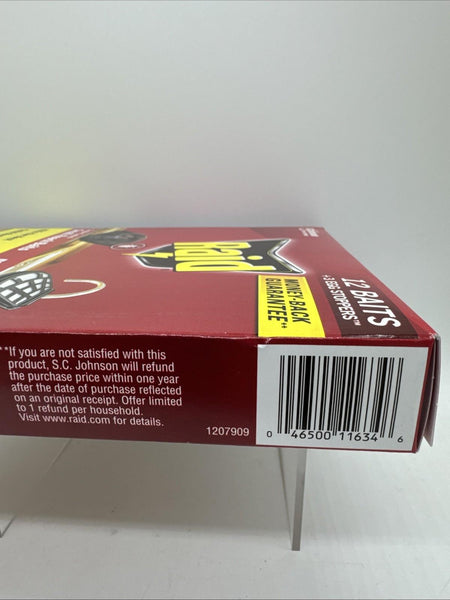 Raid
MONEY-BACK
GUARANTEE**
12 BAITS
+ 3 EGG STOPPERS™
**If you are not satisfied with this
product, S.C. Johnson will refund
the purchase price within one year
after the date of purchase reflected
on an original receipt. Offer limited
to 1 refund per household.
Visit www.raid.com for details.
1207909
0 46500 11634 6